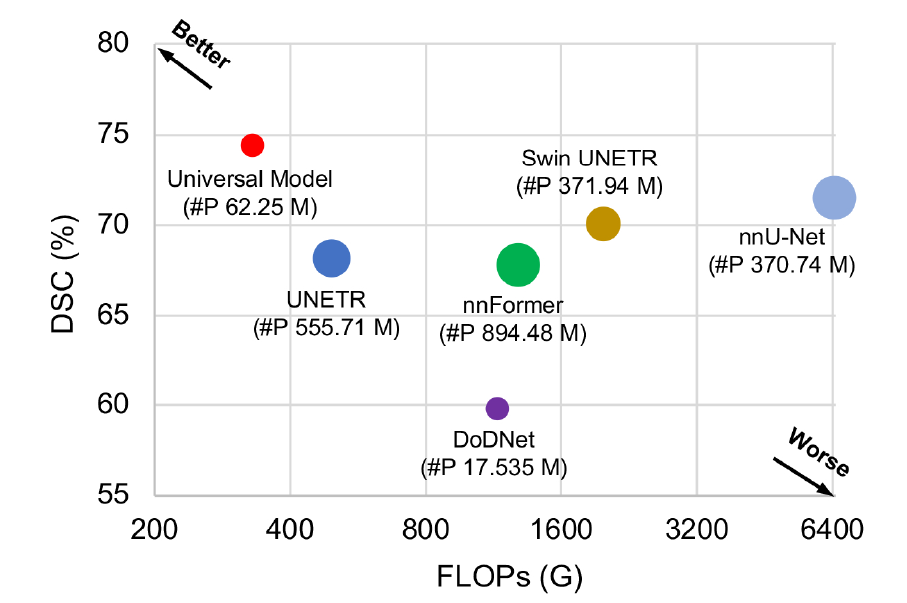 80
Better
75
Universal Model
(#P 62.25 M)
Swin UNETR
(#P 371.94 M)
70
nnU-Net
(#P 370.74 M)
UNETR
(#P 555.71 M)
nnFormer
(#P 894.48 M)
65
60
DoDNet
(#P 17.535 M)
Worse
55
DSC (%)
200 400 800 1600 3200 6400
FLOPs (G)